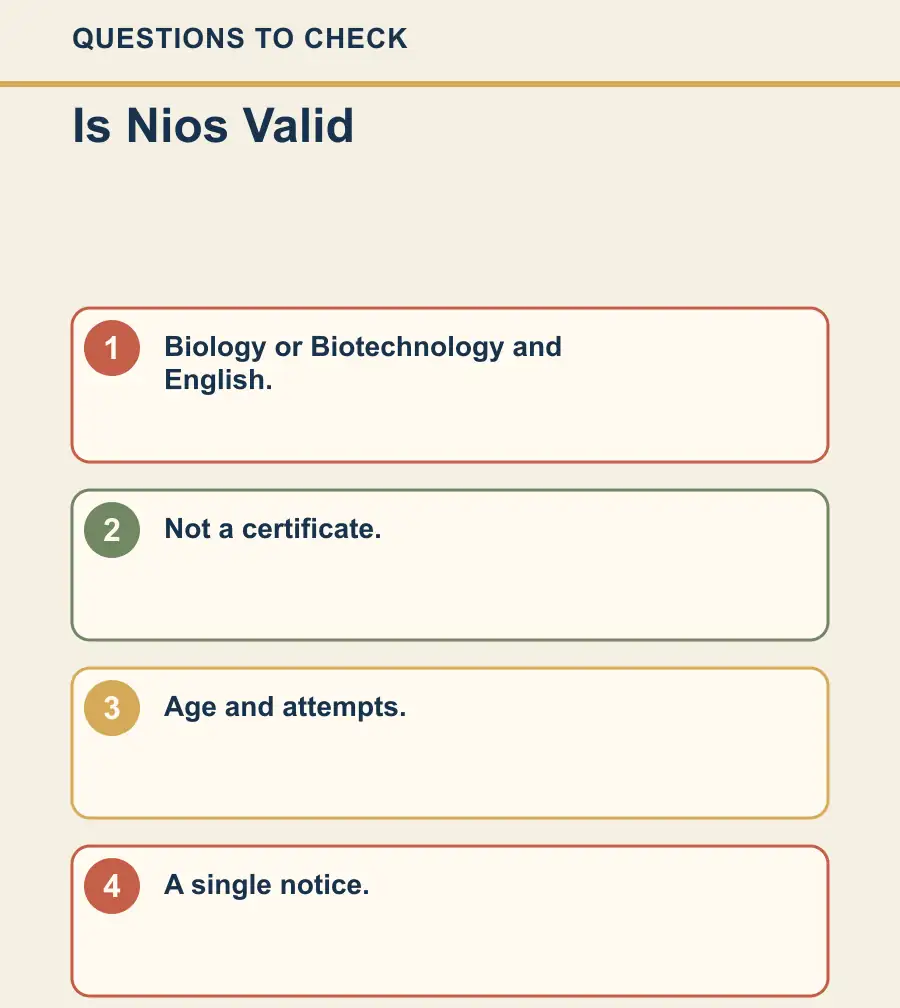 QUESTIONS TO CHECK
Is Nios Valid
1
Biology or Biotechnology and
English.
2
Not a certificate.
3
Age and attempts.
4
A single notice.